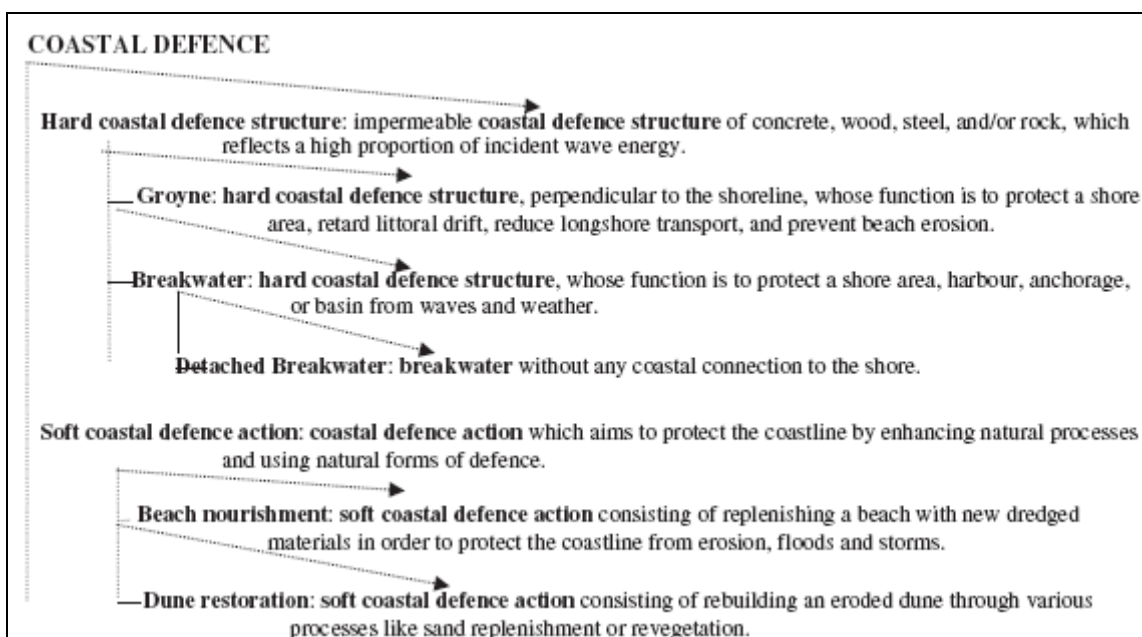 COASTAL DEFENCE
Hard coastal defence structure: impermeable coastal defence structure of concrete, wood, steel, and/or rock, which
reflects a high proportion of incident wave energy.
Groyne: hard coastal defence structure, perpendicular to the shoreline, whose function is to protect a shore
area, retard littoral drift, reduce longshore transport, and prevent beach erosion.
Breakwater: hard coastal defence structure, whose function is to protect a shore area, harbour, anchorage,
or basin from waves and weather.
Detached Breakwater: breakwater without any coastal connection to the shore.
Soft coastal defence action: coastal defence action which aims to protect the coastline by enhancing natural processes
and using natural forms of defence.
Beach nourishment: soft coastal defence action consisting of replenishing a beach with new dredged
materials in order to protect the coastline from erosion, floods and storms.
Dune restoration: soft coastal defence action consisting of rebuilding an eroded dune through various
processes like sand replenishment or revegetation.